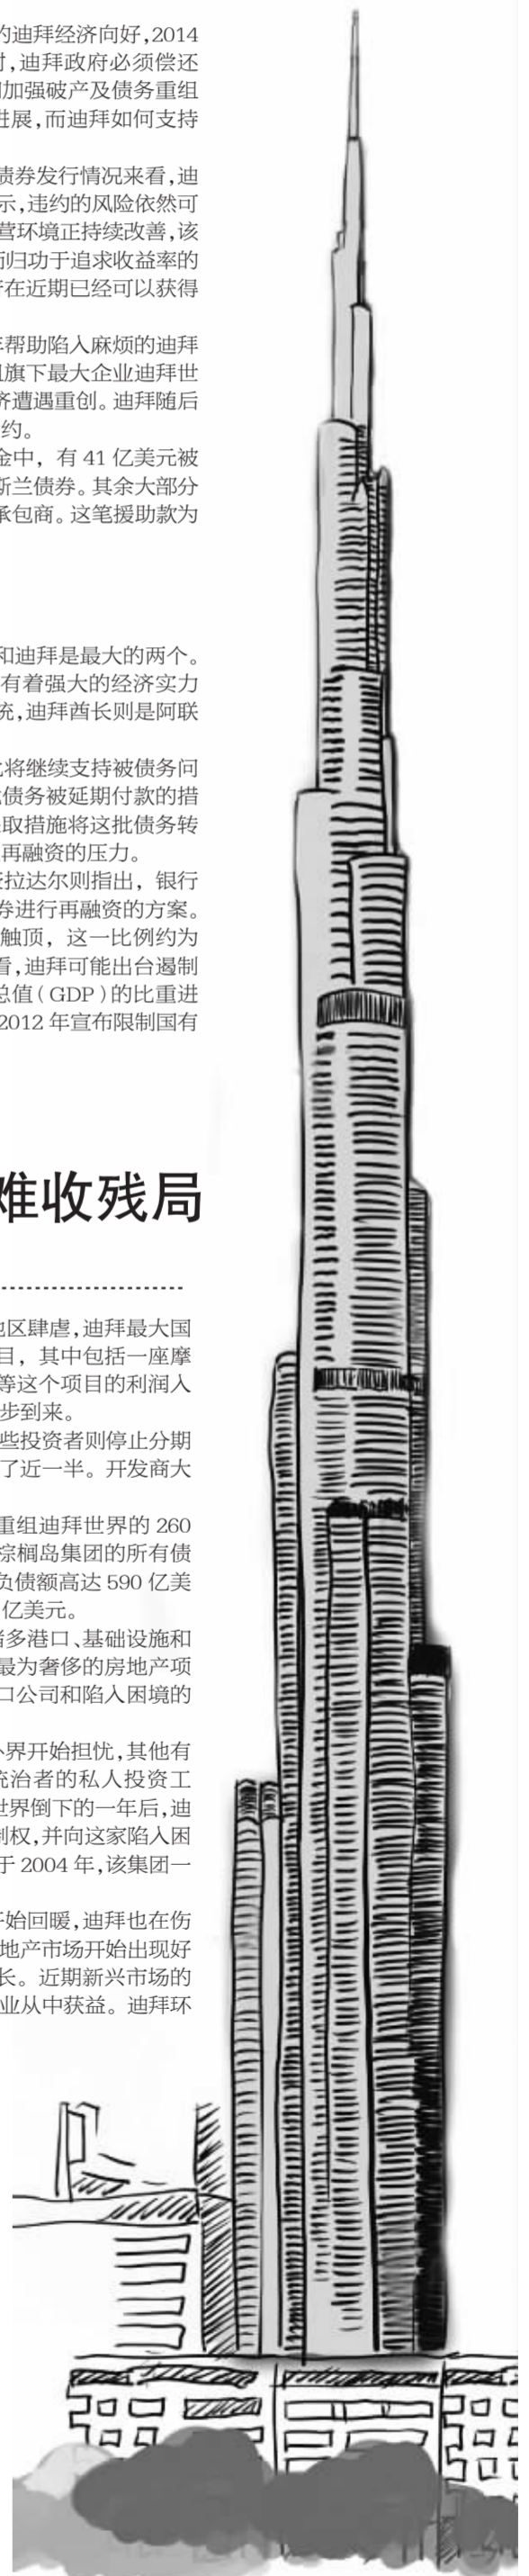 的迪拜经济向好,2014
时,迪拜政府必须偿还
加强破产及债务重组
进展,而迪拜如何支持
债券发行情况来看,迪
示,违约的风险依然可
营环境正持续改善,该
而归功于追求收益率的
在近期已经可以获得
年帮助陷入麻烦的迪拜
旗下最大企业迪拜世
济遭遇重创。迪拜随后
约。
金中,有 41 亿美元被
斯兰债券。其余大部分
承包商。这笔援助款为
和迪拜是最大的两个。
有着强大的经济实力
统,迪拜酋长则是阿联
将继续支持被债务问
债务被延期付款的措
取措施将这批债务转
再融资的压力。
拉达尔则指出,银行
券进行再融资的方案。
触顶,这一比例约为
看,迪拜可能出台遏制
总值(GDP)的比重进
2012 年宣布限制国有
难收残局
地区肆虐,迪拜最大国
目,其中包括一座摩
等这个项目的利润入
步到来。
些投资者则停止分期
了近一半。开发商大
重组迪拜世界的 260
棕榈岛集团的所有债
负债额高达 590 亿美
亿美元。
诸多港口、基础设施和
最为奢侈的房地产项
口公司和陷入困境的
外界开始担忧,其他有
统治者的私人投资工
世界倒下的一年后,迪
制权,并向这家陷入困
于 2004 年,该集团一
开始回暖,迪拜也在伤
地产市场开始出现好
长。近期新兴市场的
业从中获益。迪拜环